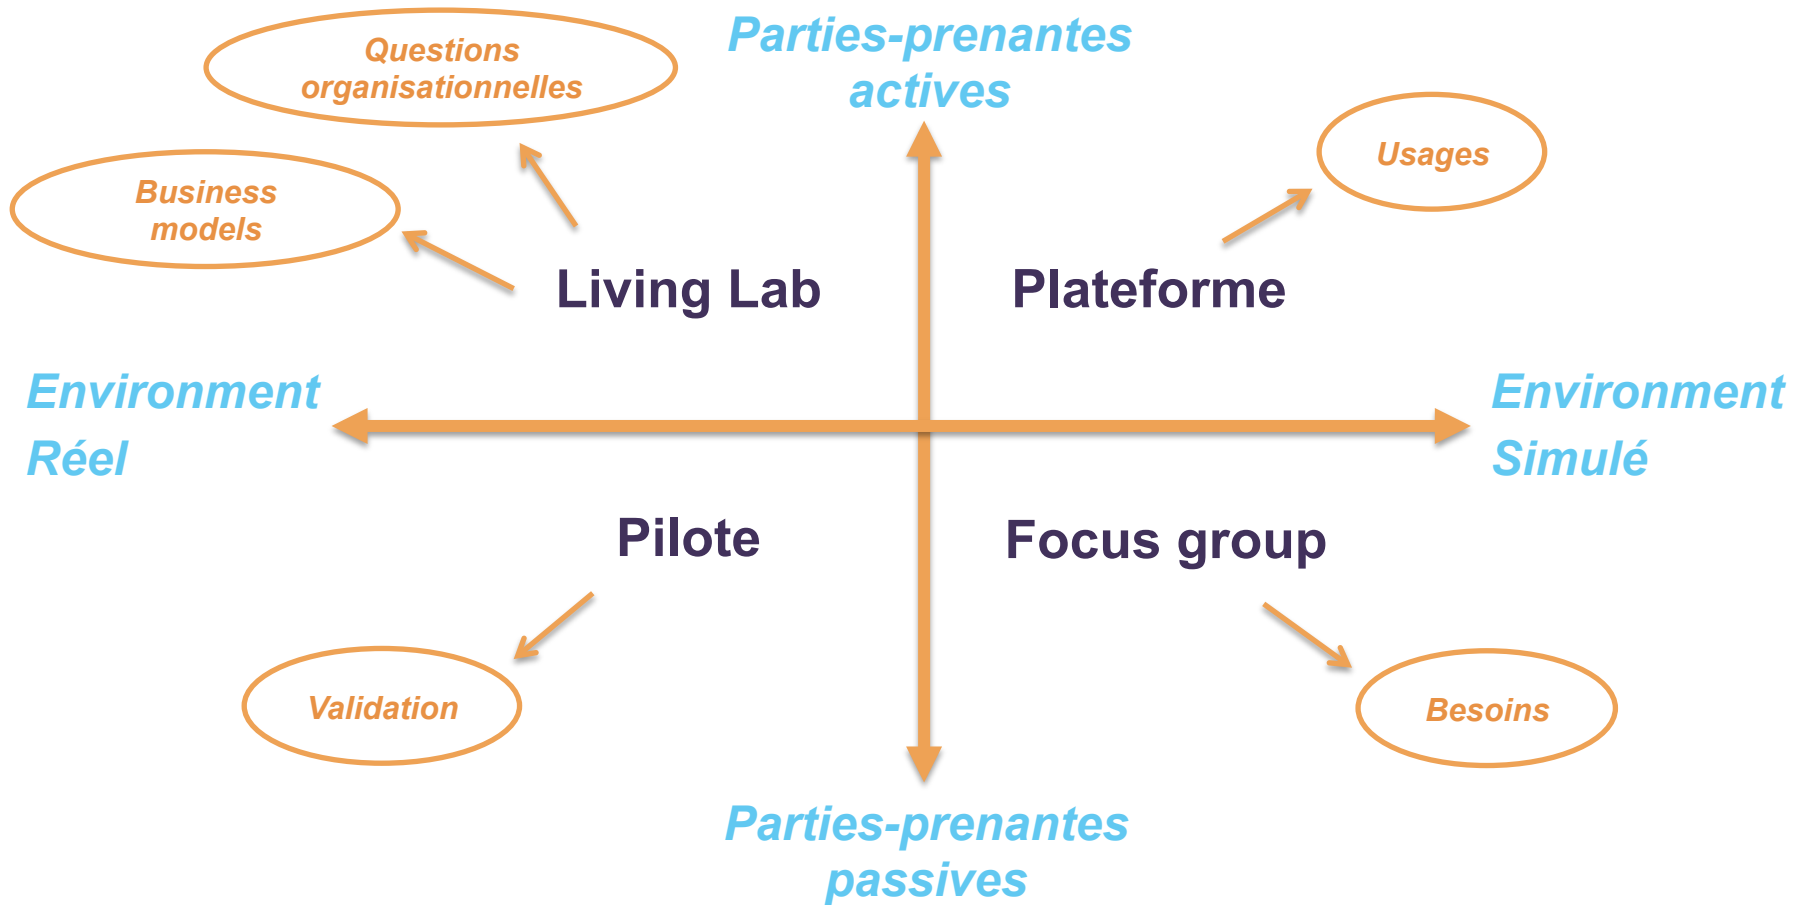 Questions
organisationnelles
Parties-prenantes
actives
Usages
Business
models
Living Lab
Plateforme
Environment
Réel
Environment
Simulé
Pilote
Focus group
Validation
Besoins
Parties-prenantes
passives